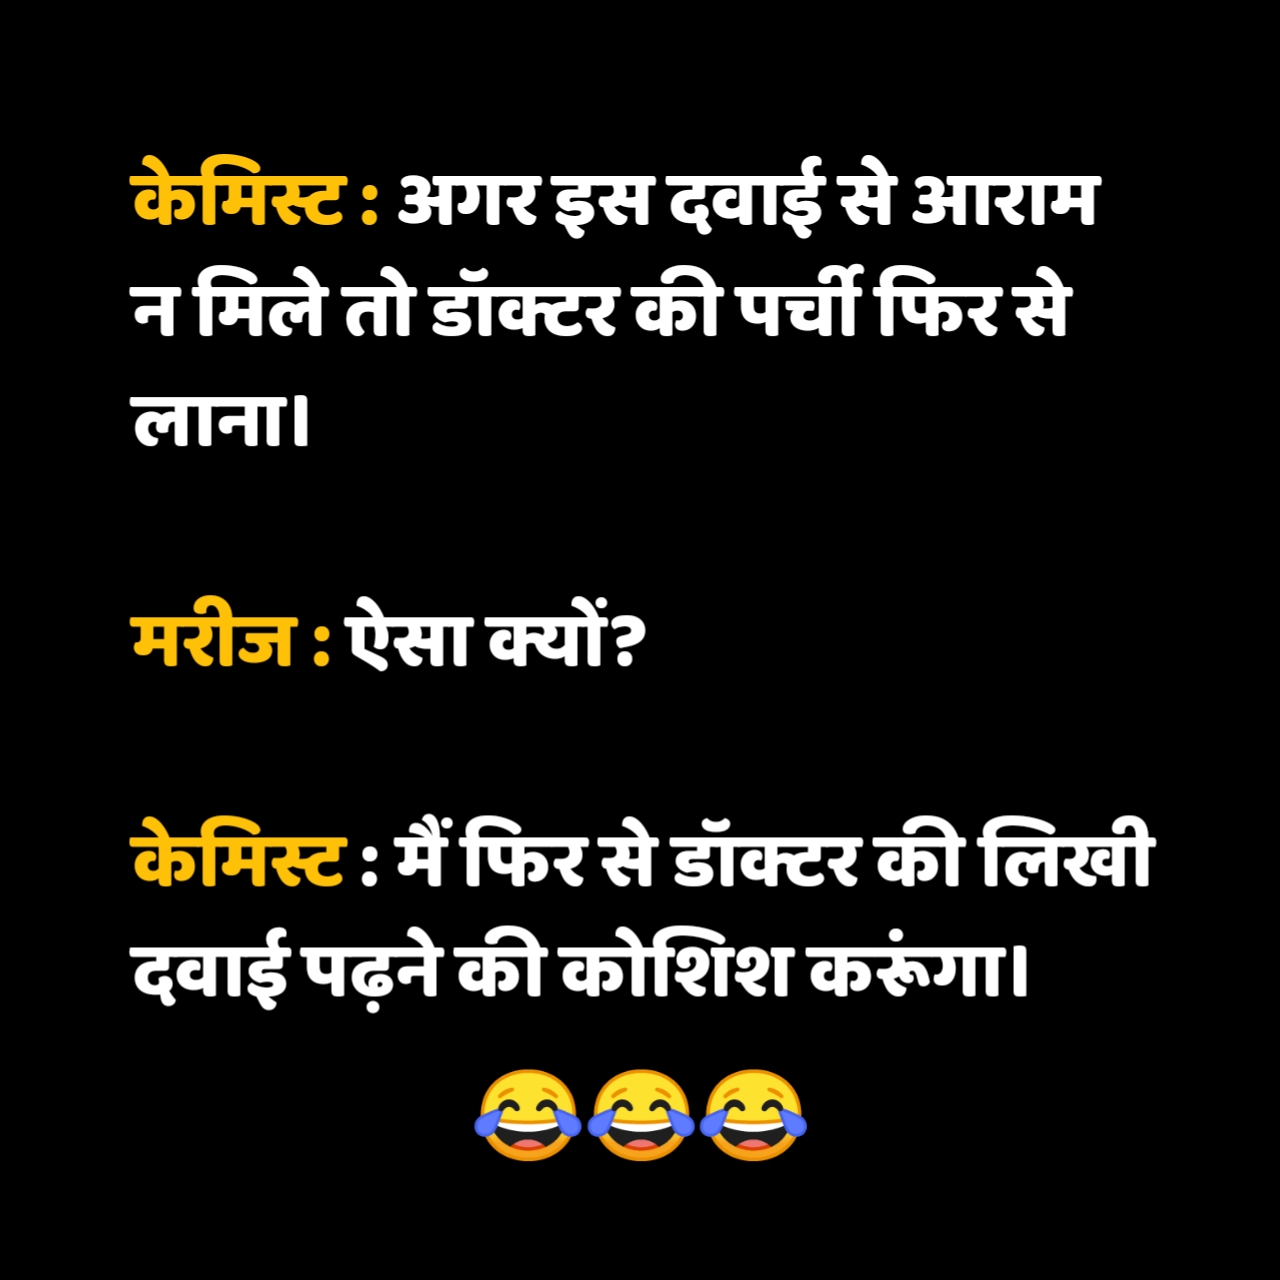 केमिस्ट : अगर इस दवाई से आराम
न मिले तो डॉक्टर की पर्ची फिर से
लाना।
मरीज : ऐसा क्यों?
केमिस्ट : मैं फिर से डॉक्टर की लिखी
दवाई पढ़ने की कोशिश करूंगा।
😂😂😂